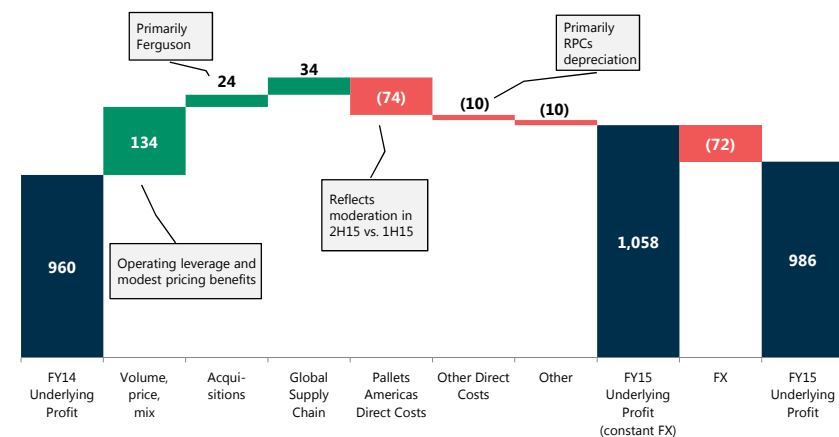 Primarily
Ferguson
Primarily
RPCs
depreciation
24
34
(74)
(10)
(10)
134
(72)
Reflects
moderation in
2H15 vs. 1H15
960
Operating leverage and
modest pricing benefits
1,058
986
FY14
Underlying
Profit
Volume,
price,
mix
Acqui-
sitions
Global
Supply
Chain
Pallets
Americas
Direct Costs
Other Direct
Costs
Other
FY15
Underlying
Profit
(constant FX)
FX
FY15
Underlying
Profit